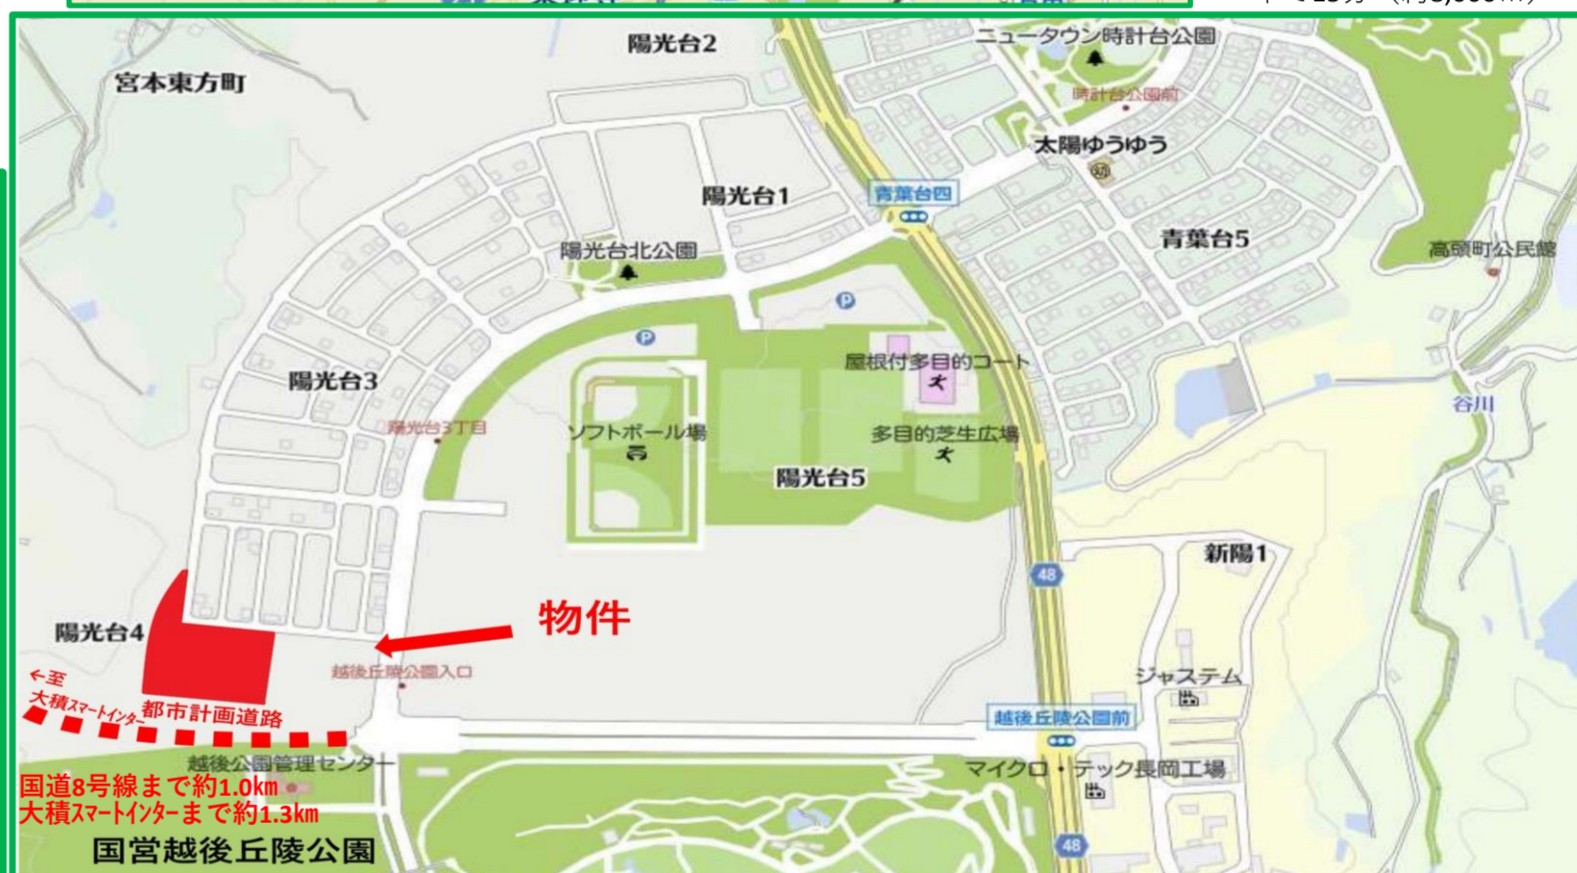 陽光台2
ニュータウン時計台公園
宮本東方町
時計台公園前
太陽ゆうゆう
幼
陽光台1
青葉台四
青葉台5
陽光台北公園
高頭町公民館
P
P
屋根付多目的コート
陽光台3
谷川
陽光台3丁目
ソフトボール場
多目的芝生広場
陽光台5
新陽1
48
物件
陽光台4
越後丘陵公園入口
←至
大積スマートインター
都市計画道路
ジャステム
越後丘陵公園前
越後公園管理センター
マイクロ・テック長岡工場
国道8号線まで約1.0km
大積スマートインターまで約1.3km
48
国営越後丘陵公園